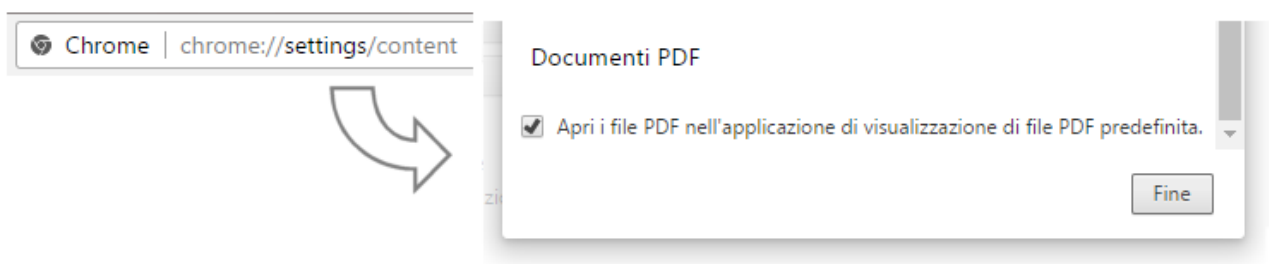 Chrome | chrome://settings/content
Documenti PDF
Apri i file PDF nell'applicazione di visualizzazione di file PDF predefinita.
Fine